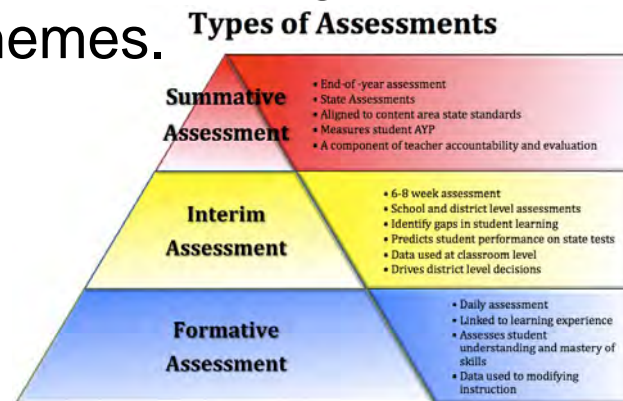 hemes.
Types of Assessments
Summative
Assessment
• End-of -year assessment
• State Assessments
• Aligned to content area state standards
• Measures student AYP
• A component of teacher accountability and evaluation
Interim
Assessment
• 6-8 week assessment
• School and district level assessments
• Identify gaps in student learning
• Predicts student performance on state tests
• Data used at classroom level
• Drives district level decisions
Formative
Assessment
• Daily assessment
• Linked to learning experience
• Assesses student
understanding and mastery of
skills
• Data used to modifying
instruction